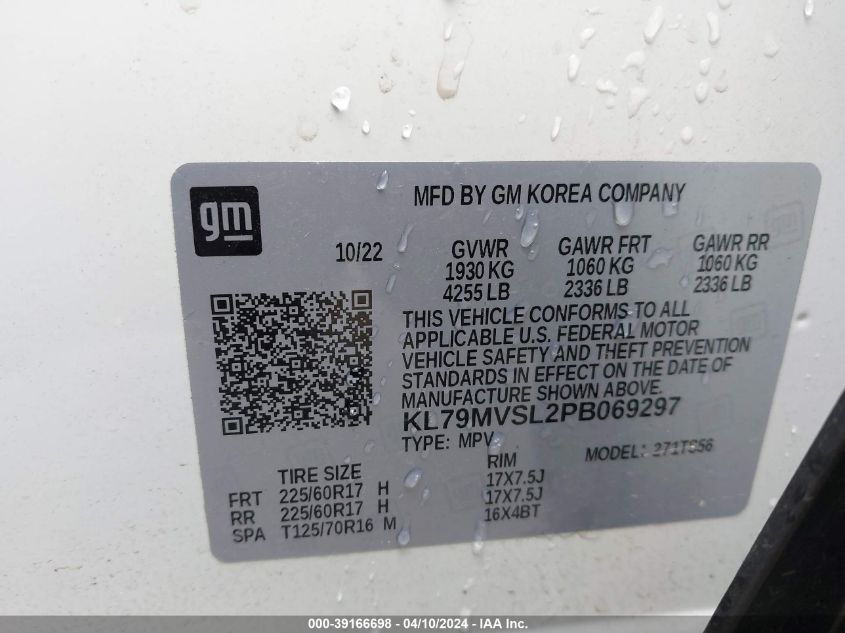 gm
MFD BY GM KOREA COMPANY
10/22
GVWR GAWR FRT GAWR RR
1930 KG 1060 KG 1060 KG
4255 LB 2336 LB 2336 LB
THIS VEHICLE CONFORMS TO ALL
APPLICABLE U.S. FEDERAL MOTOR
VEHICLE SAFETY AND THEFT PREVENTION
STANDARDS IN EFFECT ON THE DATE OF
MANUFACTURE SHOWN ABOVE.
KL79MVSL2PB069297
TYPE: MPV MODEL: 271TS56
TIRE SIZE RIM
FRT 225/60R17 H 17X7.5J
RR 225/60R17 H 17X7.5J
SPA T125/70R16 M 16X4BT
000-39166698 - 04/10/2024 - IAA Inc.